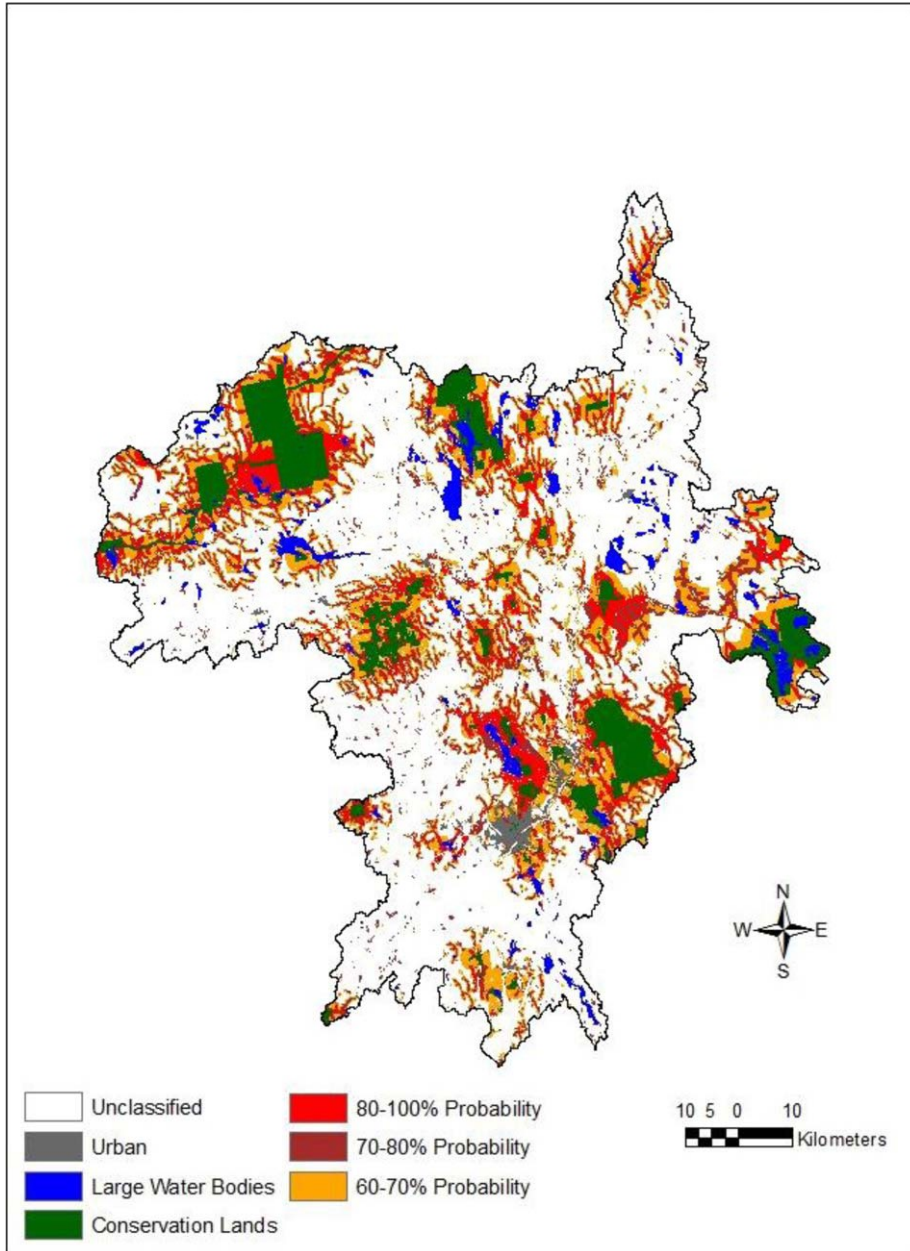 N
W E
S
Unclassified
Urban
Large Water Bodies
Conservation Lands
80-100% Probability
70-80% Probability
60-70% Probability
10 5 0 10
Kilometers